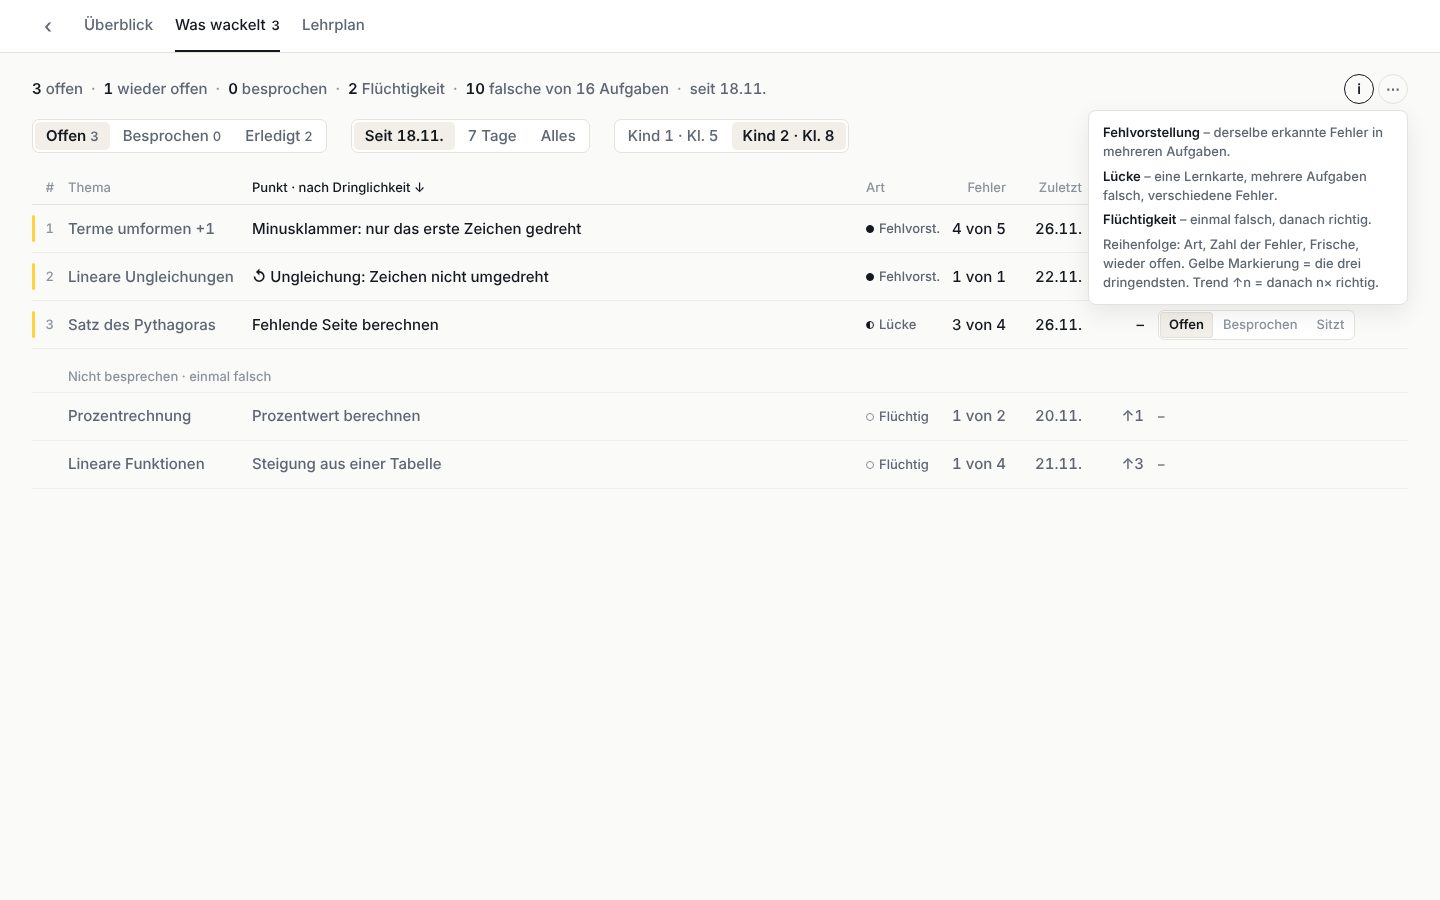 ‹ Überblick Was wackelt 3 Lehrplan
3 offen · 1 wieder offen · 0 besprochen · 2 Flüchtigkeit · 10 falsche von 16 Aufgaben · seit 18.11. i ···
Offen 3 Besprochen 0 Erledigt 2 Seit 18.11. 7 Tage Alles Kind 1 · Kl. 5 Kind 2 · Kl. 8
Fehlvorstellung – derselbe erkannte Fehler in
mehreren Aufgaben.
Lücke – eine Lernkarte, mehrere Aufgaben
falsch, verschiedene Fehler.
Flüchtigkeit – einmal falsch, danach richtig.
Reihenfolge: Art, Zahl der Fehler, Frische,
wieder offen. Gelbe Markierung = die drei
dringendsten. Trend ↑n = danach n× richtig.
# Thema Punkt · nach Dringlichkeit ↓ Art Fehler Zuletzt
1 Terme umformen +1 Minusklammer: nur das erste Zeichen gedreht ● Fehlvorst. 4 von 5 26.11.
2 Lineare Ungleichungen ↺ Ungleichung: Zeichen nicht umgedreht ● Fehlvorst. 1 von 1 22.11.
3 Satz des Pythagoras Fehlende Seite berechnen ◐ Lücke 3 von 4 26.11. – Offen Besprochen Sitzt
Nicht besprechen · einmal falsch
Prozentrechnung Prozentwert berechnen ○ Flüchtig 1 von 2 20.11. ↑1 –
Lineare Funktionen Steigung aus einer Tabelle ○ Flüchtig 1 von 4 21.11. ↑3 –